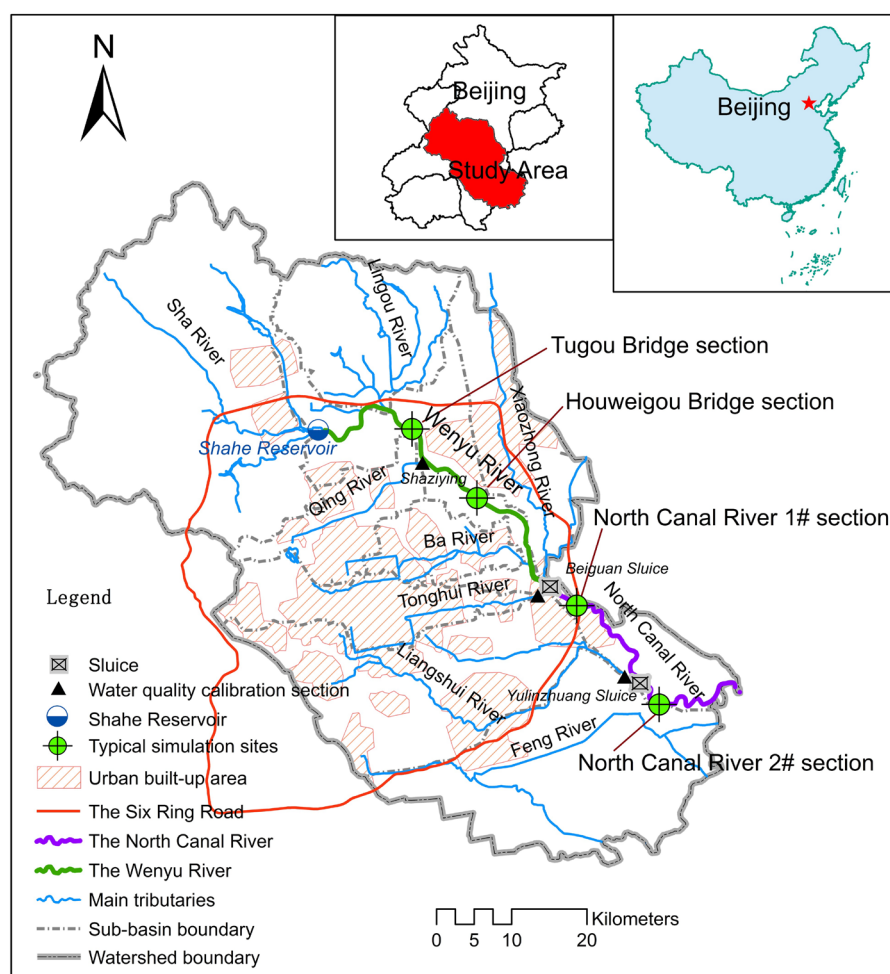 N
Beijing
Study Area
Beijing
Sha River
Lingou River
Tugou Bridge section
Xiaozhong River
Houweigou Bridge section
Wenyu River
Shahe Reservoir
Shaziying
Qing River
North Canal River 1# section
Ba River
Beiguan Sluice
Tonghui River
North Canal River
Liangshui River
Yulinzhuang Sluice
Feng River
North Canal River 2# section
Legend
Sluice
Water quality calibration section
Shahe Reservoir
Typical simulation sites
Urban built-up area
The Six Ring Road
The North Canal River
The Wenyu River
Main tributaries
Sub-basin boundary
Watershed boundary
Kilometers
0 5 10 20